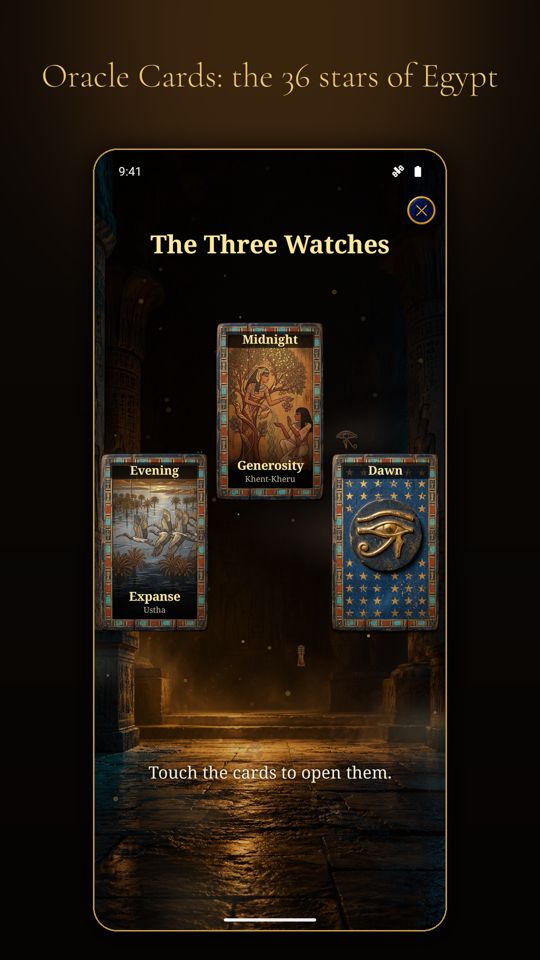 Oracle Cards: the 36 stars of Egypt
9:41
The Three Watches
Midnight
Generosity
Khent-Kheru
Evening
Expanse
Ustha
Dawn
Touch the cards to open them.